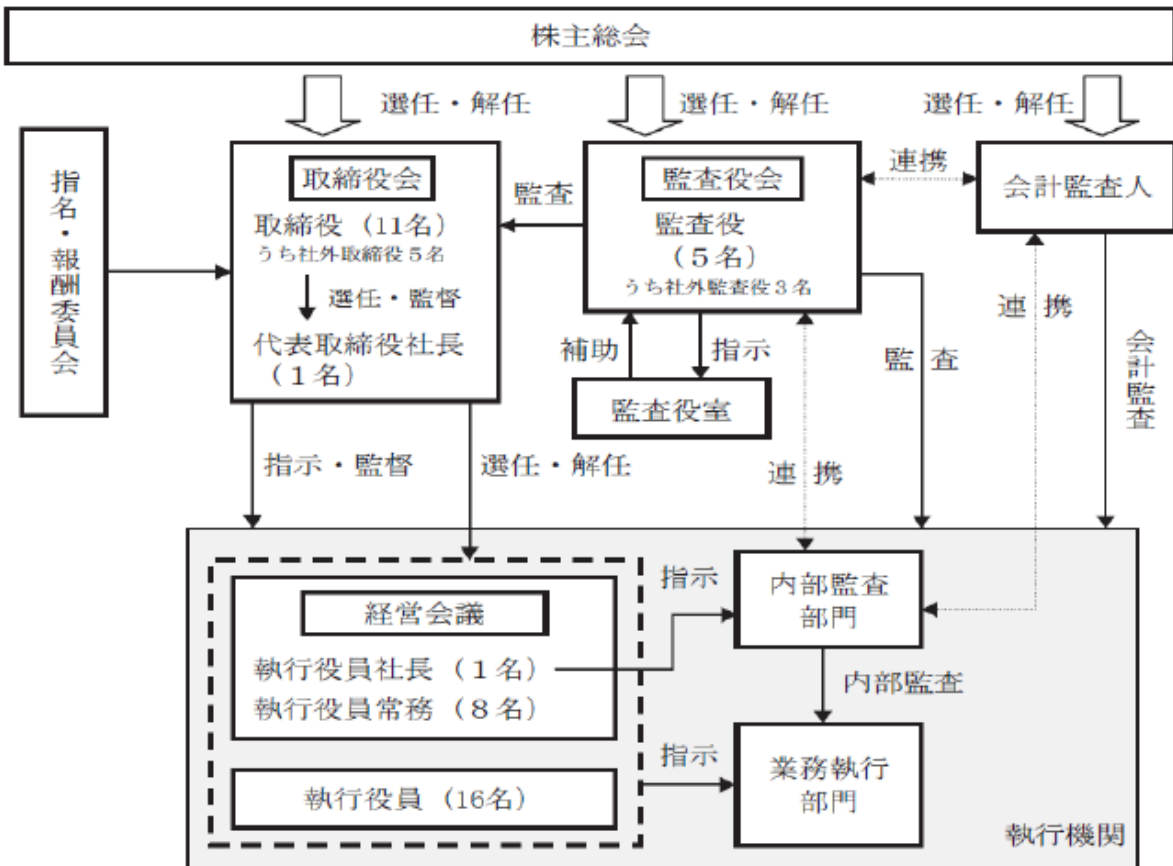 株主総会
選任・解任
選任・解任
選任・解任
指名・報酬委員会
取締役会
取締役（11名）
うち社外取締役５名
選任・監督
代表取締役社長
（１名）
監査
監査役会
監査役
（５名）
うち社外監査役３名
連携
会計監査人
補助
指示
監査役室
監査
連携
会計監査
指示・監督
選任・解任
連携
経営会議
執行役員社長（１名）
執行役員常務（８名）
執行役員（16名）
指示
内部監査
部門
内部監査
指示
業務執行
部門
執行機関